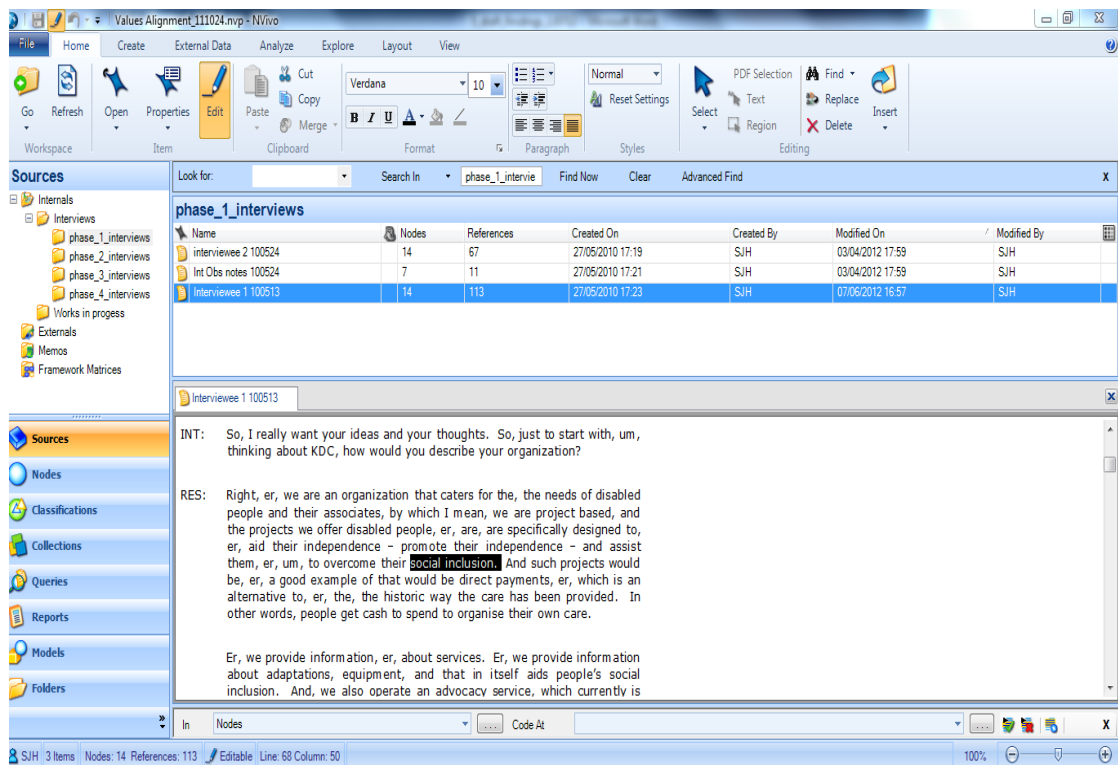 Values Alignment_111024.nvp - NVivo
File Home Create External Data Analyze Explore Layout View
Go Refresh Open Properties Edit Paste Cut Copy Merge
Verdana 10 B I U A
Normal Reset Settings
Select PDF Selection Text Region Find Replace Delete Insert
Workspace Item Clipboard Format Paragraph Styles Editing
Sources
Look for: Search In phase_1_intervie Find Now Clear Advanced Find X
Internals
Interviews
phase_1_interviews
phase_2_interviews
phase_3_interviews
phase_4_interviews
Works in progess
Externals
Memos
Framework Matrices
phase_1_interviews
Name Nodes References Created On Created By Modified On Modified By
interviewee 2 100524 14 67 27/05/2010 17:19 SJH 03/04/2012 17:59 SJH
Int Obs notes 100524 7 11 27/05/2010 17:21 SJH 03/04/2012 17:59 SJH
Interviewee 1 100513 14 113 27/05/2010 17:23 SJH 07/06/2012 16:57 SJH
Interviewee 1 100513
INT: So, I really want your ideas and your thoughts. So, just to start with, um,
thinking about KDC, how would you describe your organization?
RES: Right, er, we are an organization that caters for the, the needs of disabled
people and their associates, by which I mean, we are project based, and
the projects we offer disabled people, er, are, are specifically designed to,
er, aid their independence – promote their independence – and assist
them, er, um, to overcome their social inclusion. And such projects would
be, er, a good example of that would be direct payments, er, which is an
alternative to, er, the, the historic way the care has been provided. In
other words, people get cash to spend to organise their own care.
Er, we provide information, er, about services. Er, we provide information
about adaptations, equipment, and that in itself aids people's social
inclusion. And, we also operate an advocacy service, which currently is
Sources
Nodes
Classifications
Collections
Queries
Reports
Models
Folders
In Nodes ... Code At ... X
SJH 3 Items Nodes: 14 References: 113 Editable Line: 68 Column: 50 100%